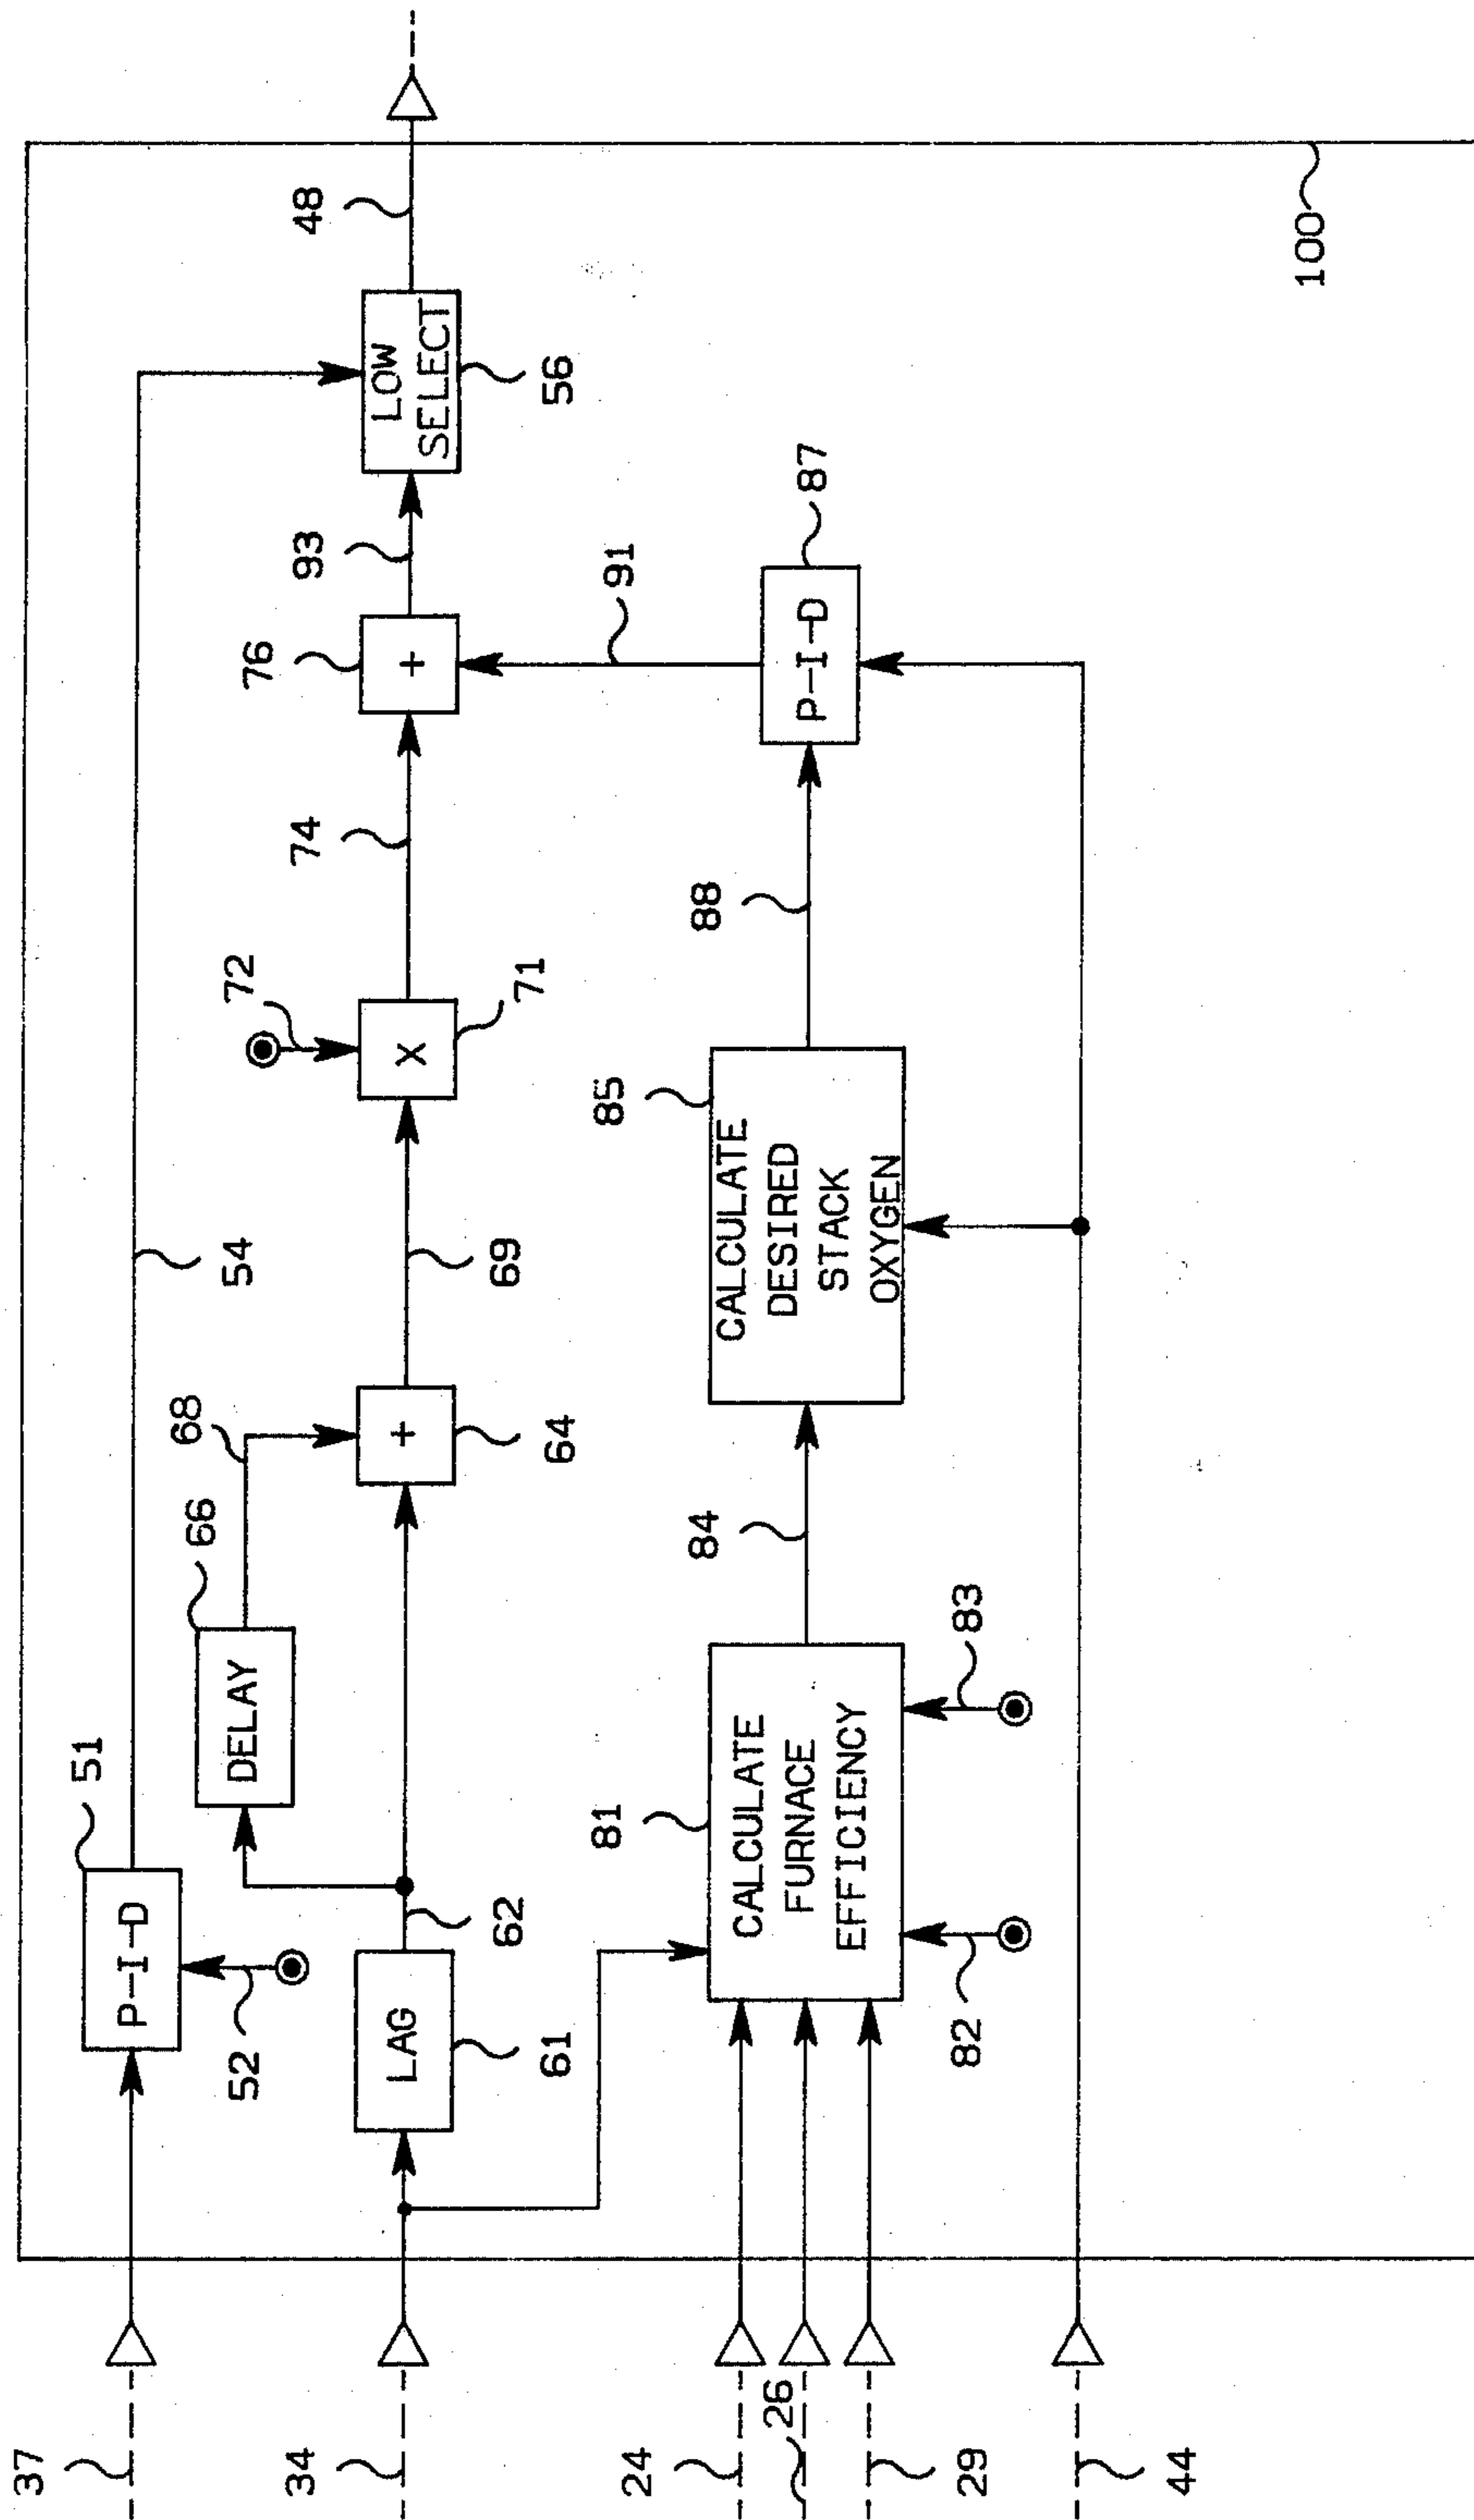 37
51
P-I-D
52
54
66
DELAY
68
34
LAG
61
62
+
64
69
72
X
71
74
76
+
93
LOW
SELECT
56
48
91
24
26
29
81
CALCULATE
FURNACE
EFFICIENCY
82
83
84
85
CALCULATE
DESIRED
STACK
OXYGEN
88
P-I-D
87
44
100